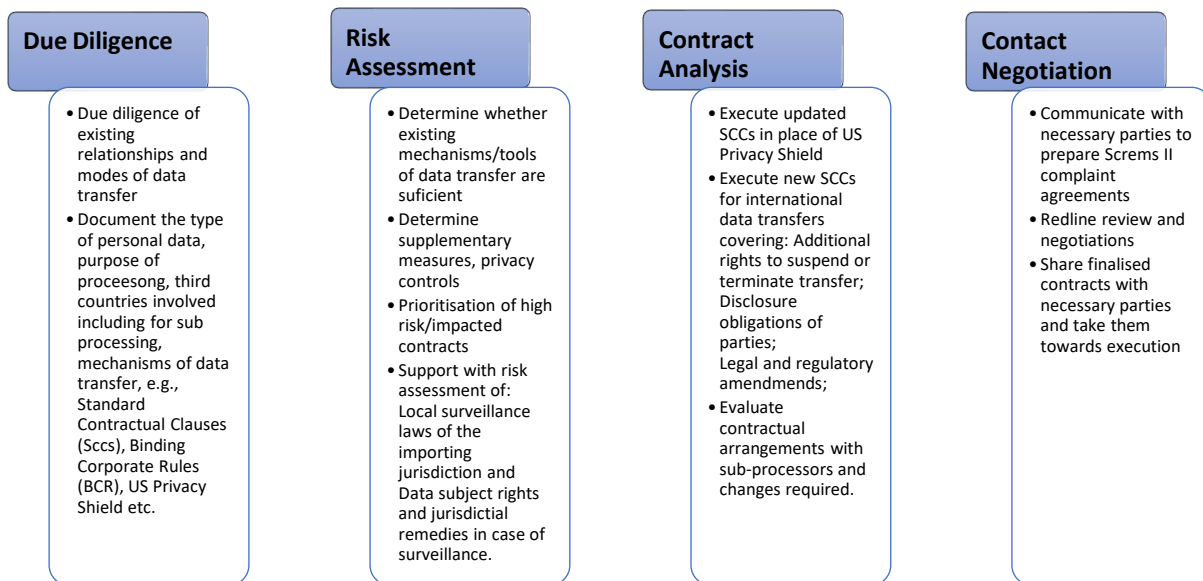 Due Diligence
• Due diligence of
existing
relationships and
modes of data
transfer
• Document the type
of personal data,
purpose of
proceesong, third
countries involved
including for sub
processing,
mechanisms of data
transfer, e.g.,
Standard
Contractual Clauses
(Sccs), Binding
Corporate Rules
(BCR), US Privacy
Shield etc.
Risk
Assessment
• Determine whether
existing
mechanisms/tools
of data transfer are
suficient
• Determine
supplementary
measures, privacy
controls
• Prioritisation of high
risk/impacted
contracts
• Support with risk
assessment of:
Local surveillance
laws of the
importing
jurisdiction and
Data subject rights
and jurisdictial
remedies in case of
surveillance.
Contract
Analysis
• Execute updated
SCCs in place of US
Privacy Shield
• Execute new SCCs
for international
data transfers
covering: Additional
rights to suspend or
terminate transfer;
Disclosure
obligations of
parties;
Legal and regulatory
amendments;
• Evaluate
contractual
arrangements with
sub-processors and
changes required.
Contact
Negotiation
• Communicate with
necessary parties to
prepare Screms II
complaint
agreements
• Redline review and
negotiations
• Share finalised
contracts with
necessary parties
and take them
towards execution